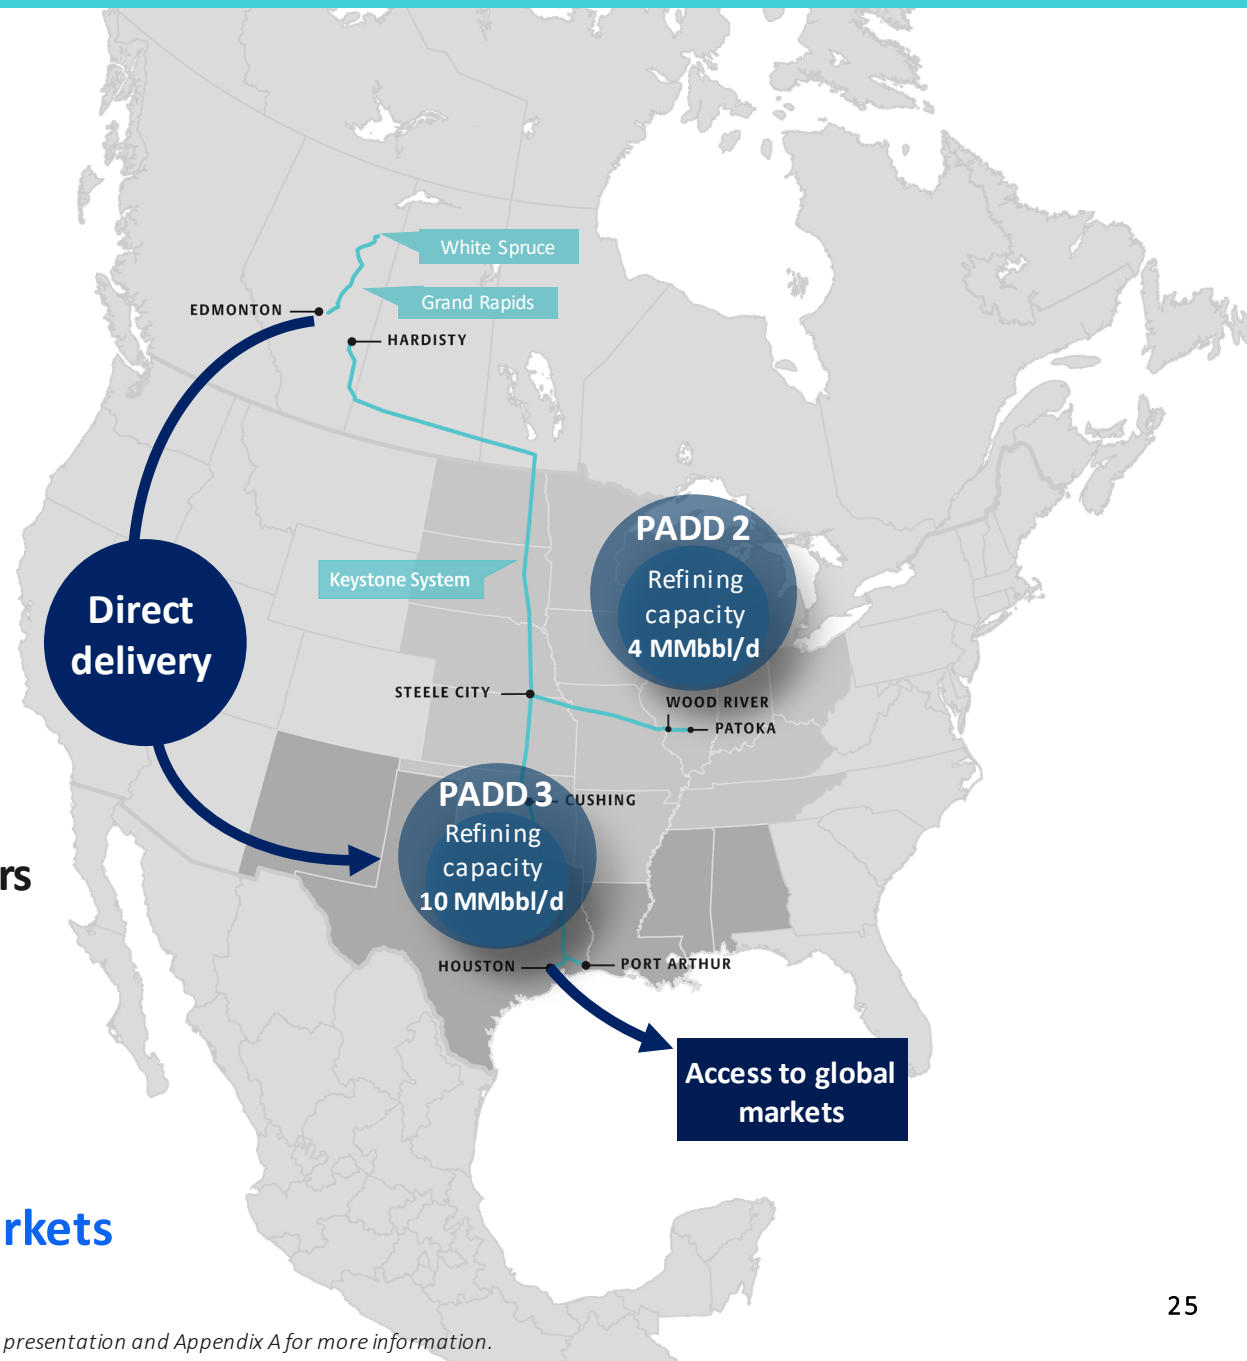 White Spruce
Grand Rapids
EDMONTON
HARDISTY
PADD 2
Refining
capacity
4 MMbbl/d
Keystone System
Direct
delivery
STEELE CITY
WOOD RIVER
PATOKA
PADD 3
CUSHING
Refining
capacity
10 MMbbl/d
rs
HOUSTON
PORT ARTHUR
Access to global
markets
rkets
25
presentation and Appendix A for more information.